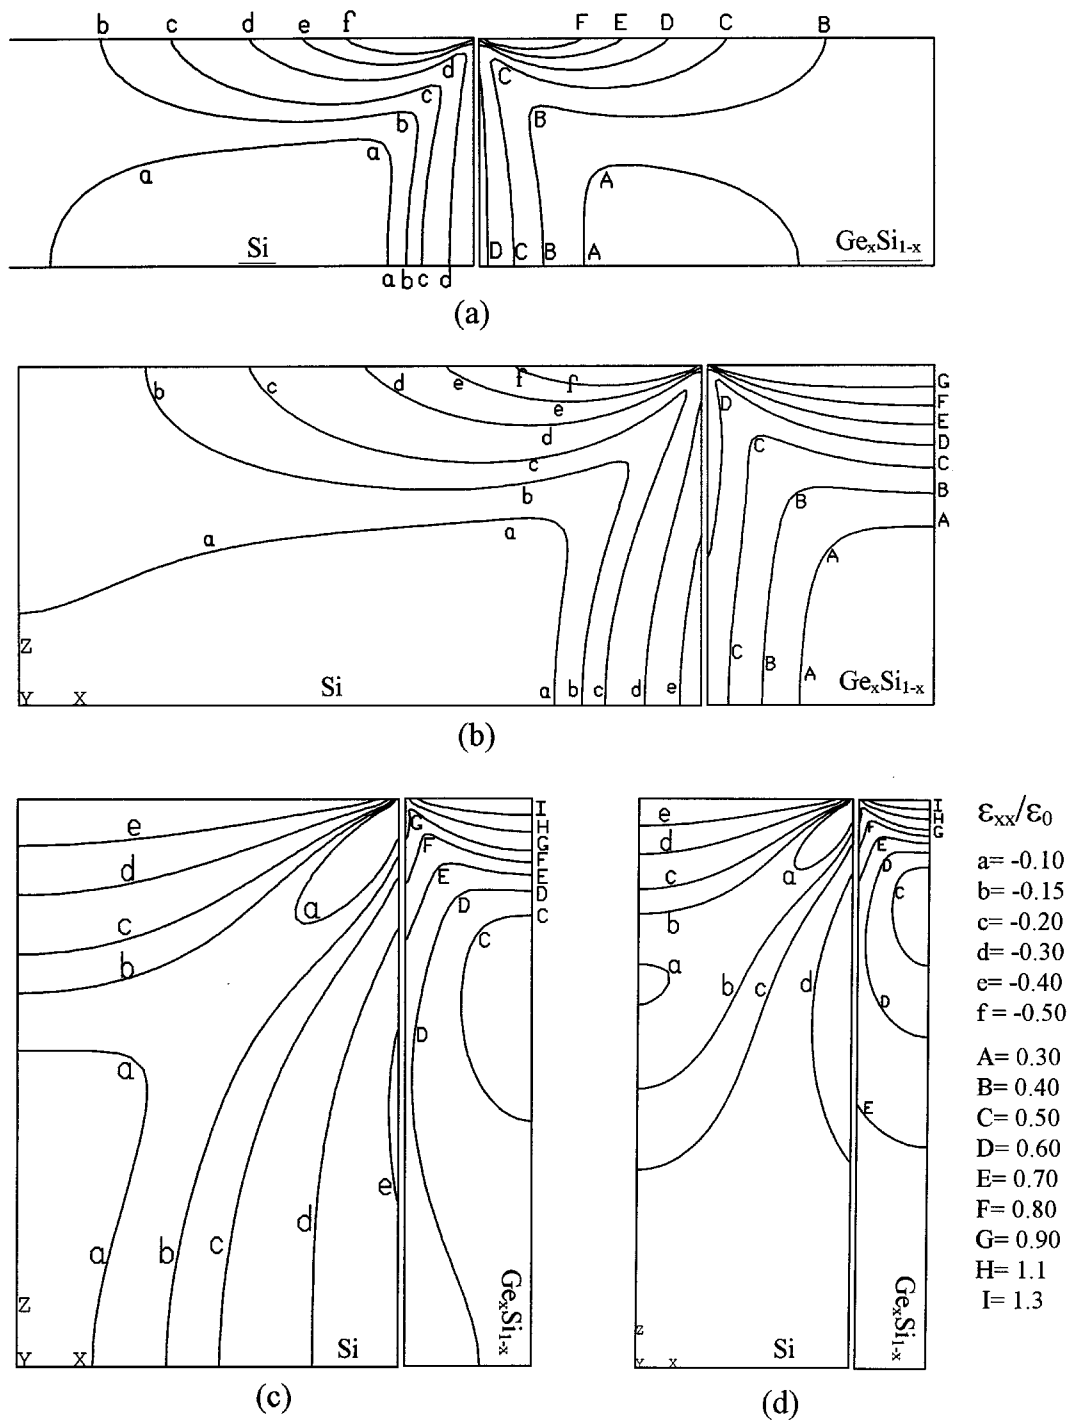 b c d e f F E D C B
d C
c B
b
a A
a
Si D C B A GeₓSi₁₋ₓ
a b c d
(a)
b c d e f f D G
F
e E
d C D
c C
b B B
a a A A
Z C B A
Y X Si a b c d e GeₓSi₁₋ₓ
(b)
e G I
H
d F G
F
E E
c a D D
b C C
a D
e
a b c d
Z GeₓSi₁₋ₓ
Y X Si
(c)
e I
H
d F G
c a E
b D
a b c d C
D
E
Z GeₓSi₁₋ₓ
Y X Si
(d)
εₓₓ/ε₀
a= -0.10
b= -0.15
c= -0.20
d= -0.30
e= -0.40
f = -0.50
A= 0.30
B= 0.40
C= 0.50
D= 0.60
E= 0.70
F= 0.80
G= 0.90
H= 1.1
I= 1.3